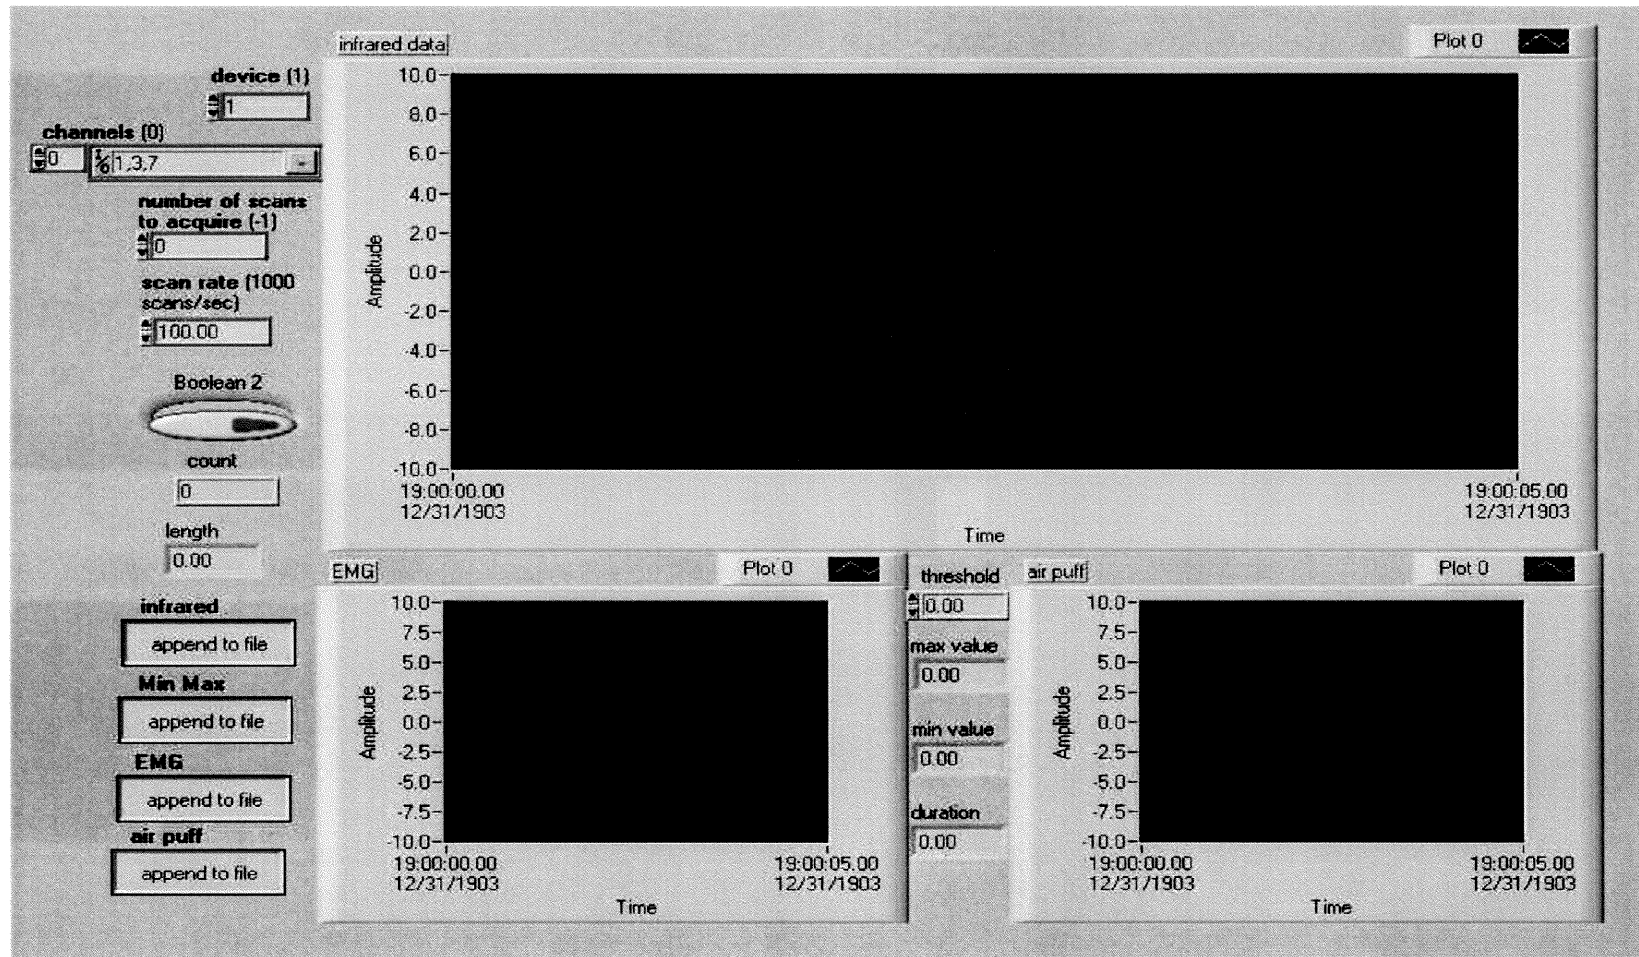 device (1)
1
channels (0)
0
1,3,7
number of scans
to acquire (-1)
0
scan rate (1000
scans/sec)
100.00
Boolean 2
count
0
length
0.00
infrared
append to file
Min Max
append to file
EMG
append to file
air puff
append to file
infrared data
Plot 0
10.0
8.0
6.0
4.0
2.0
0.0
-2.0
-4.0
-6.0
-8.0
-10.0
Amplitude
19:00:00.00
12/31/1903
19:00:05.00
12/31/1903
Time
EMG
Plot 0
10.0
7.5
5.0
2.5
0.0
-2.5
-5.0
-7.5
-10.0
Amplitude
19:00:00.00
12/31/1903
19:00:05.00
12/31/1903
Time
threshold
0.00
max value
0.00
min value
0.00
duration
0.00
air puff
Plot 0
10.0
7.5
5.0
2.5
0.0
-2.5
-5.0
-7.5
-10.0
Amplitude
19:00:00.00
12/31/1903
19:00:05.00
12/31/1903
Time